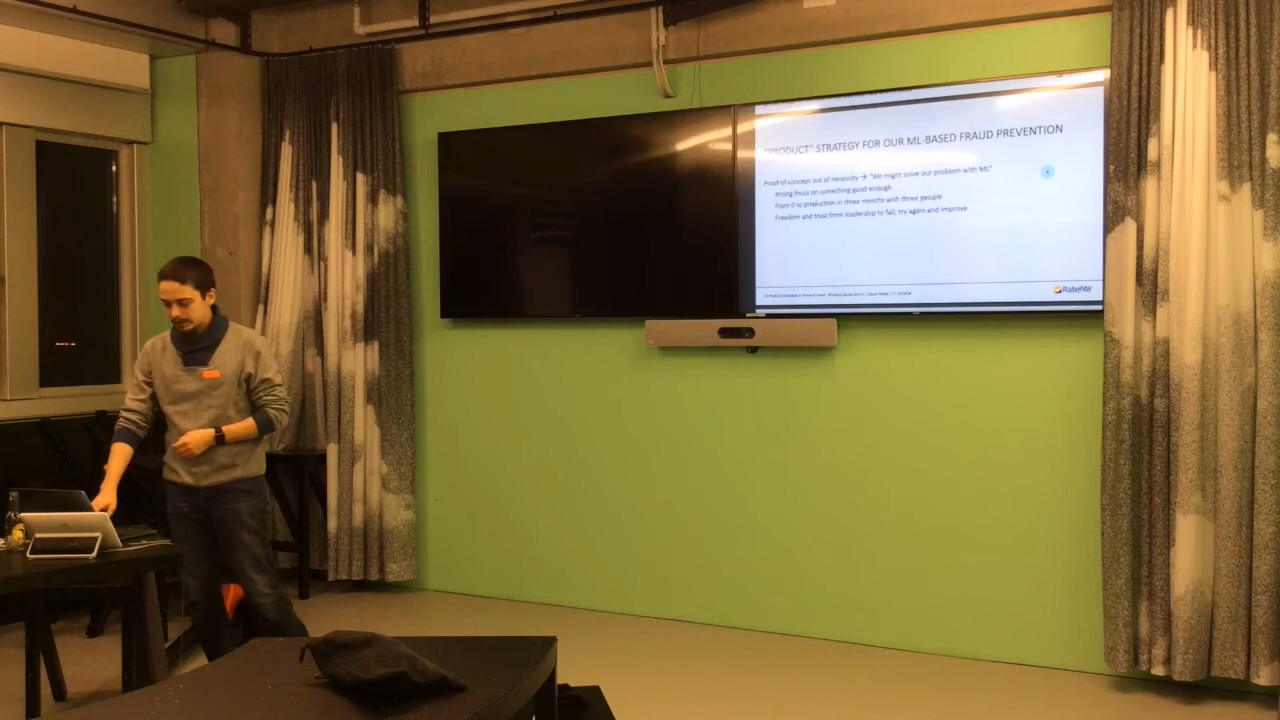 "PRODUCT" STRATEGY FOR OUR ML-BASED FRAUD PREVENTION
Proof-of-concept out of necessity → "We might solve our problem with ML"
strong focus on something good enough
From 0 to production in three months with three people
Freedom and trust from leadership to fail, try again and improve
RatePAY